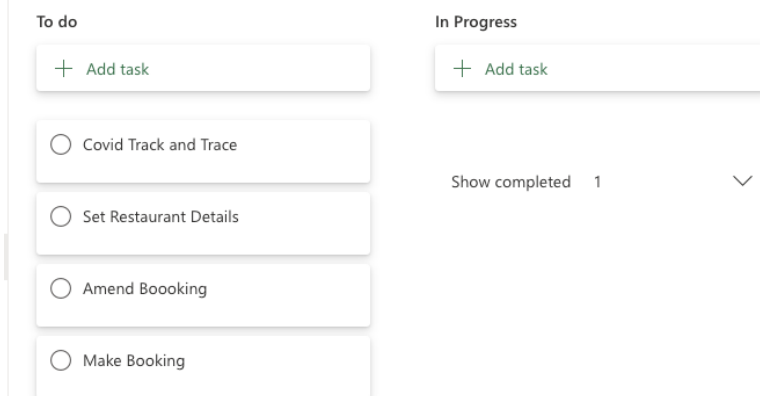 To do
Add task
Covid Track and Trace
Set Restaurant Details
Amend Boooking
Make Booking
In Progress
Add task
Show completed 1